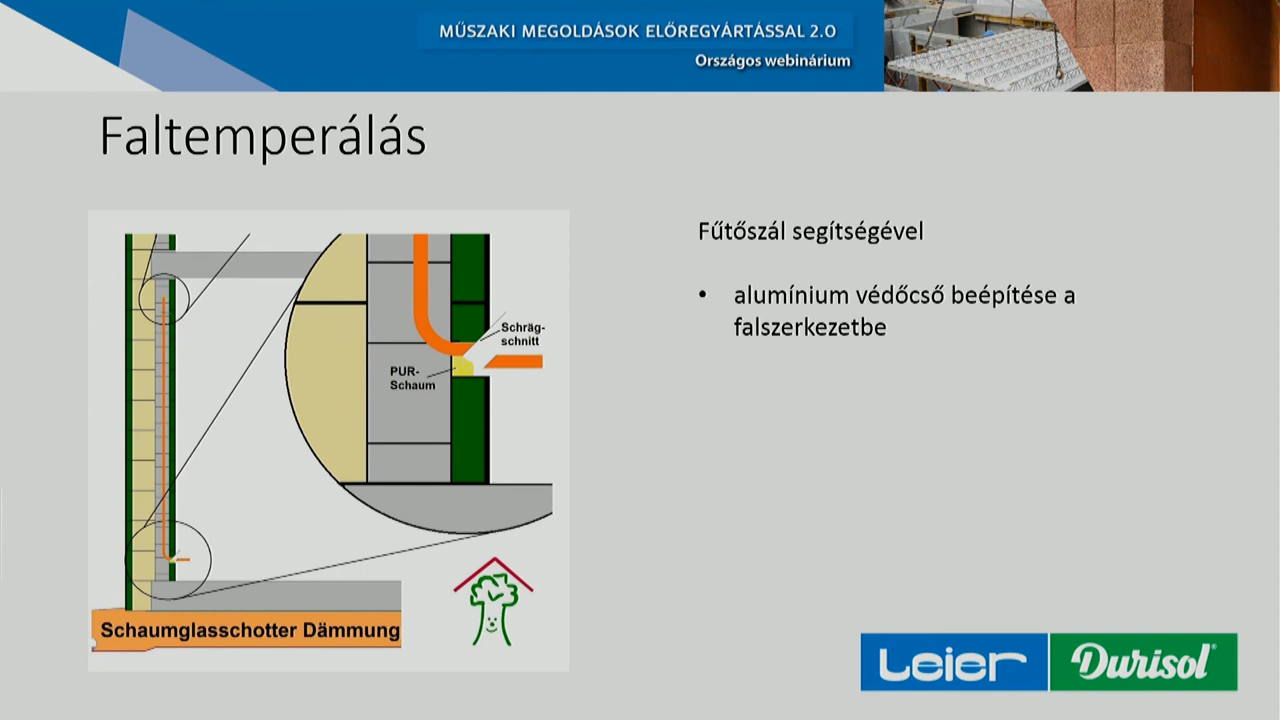 MŰSZAKI MEGOLDÁSOK ELŐREGYÁRTÁSSAL 2.0
Országos webinárium
Faltemperálás
Fűtőszál segítségével
• alumínium védőcső beépítése a
falszerkezetbe
Schräg-
schnitt
PUR-
Schaum
Schaumglasschotter Dämmung
Leier
Durisol®